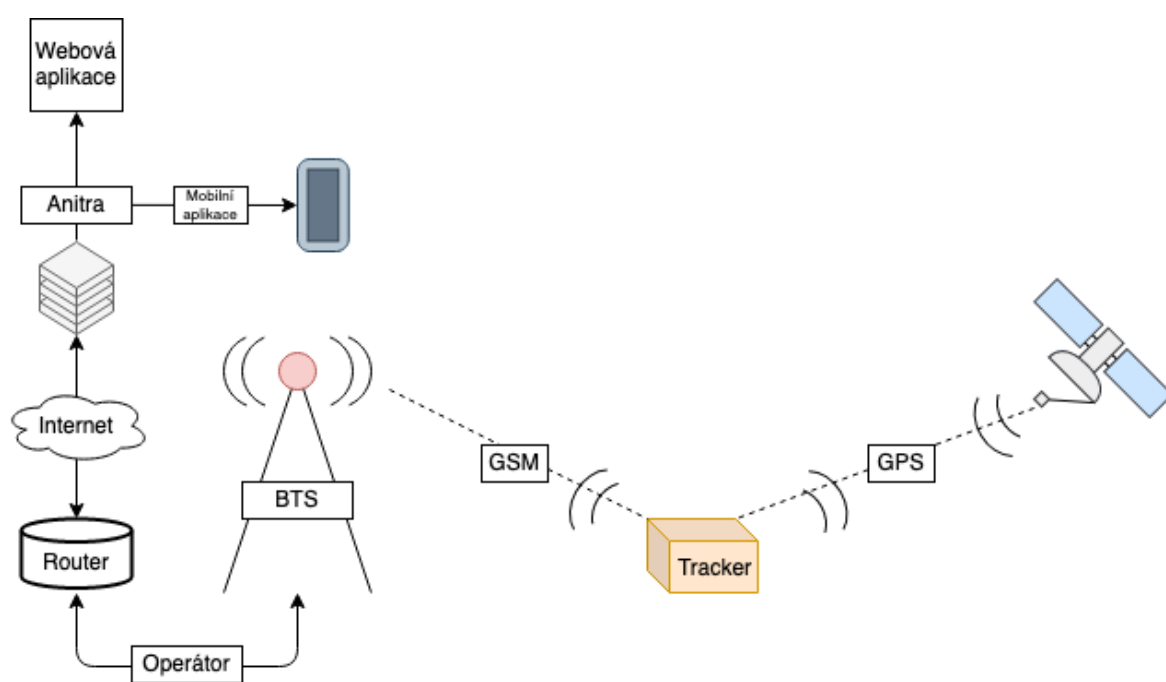 Webová
aplikace
Anitra
Mobilní
aplikace
Internet
GSM
GPS
BTS
Router
Tracker
Operátor